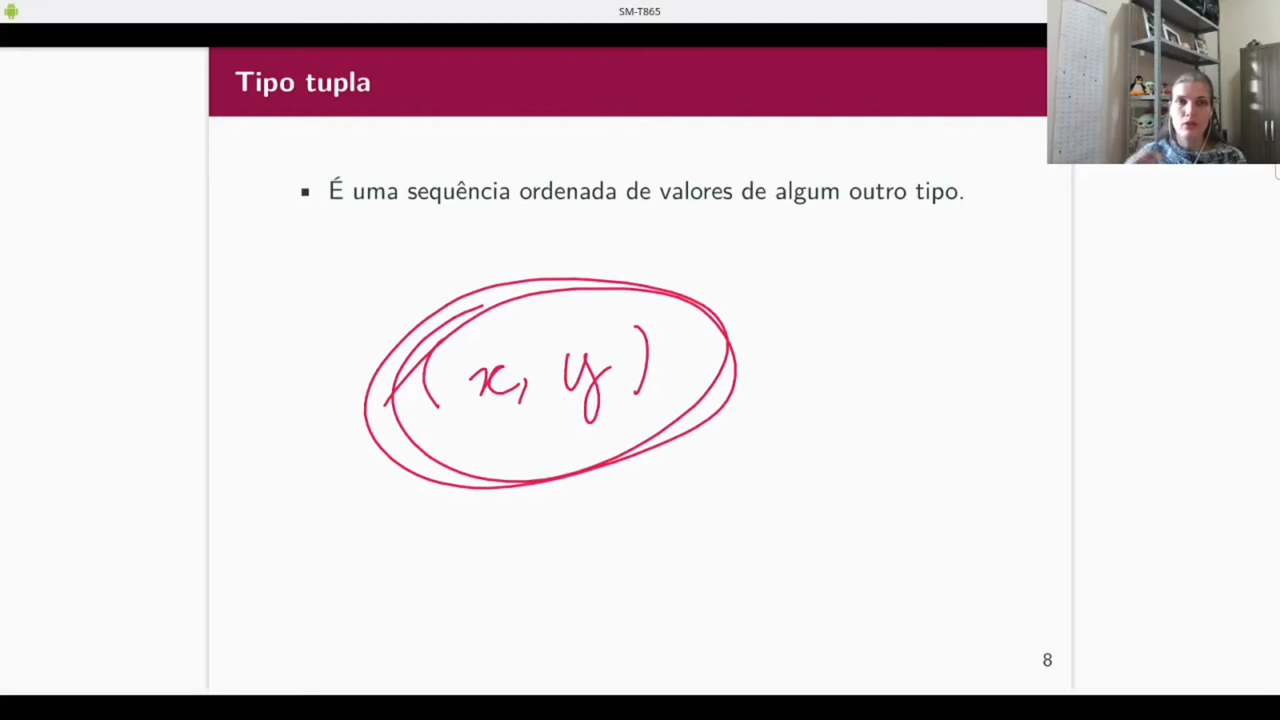 SM-T865
Tipo tupla
▪ É uma sequência ordenada de valores de algum outro tipo.
(x, y)
8